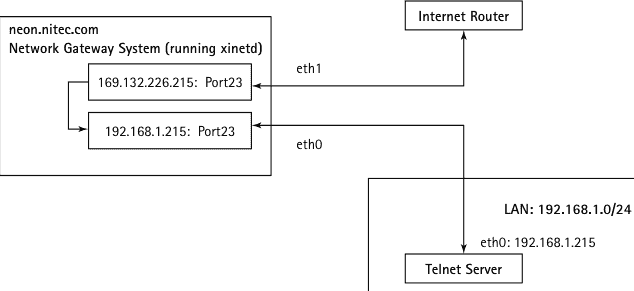 neon.nitec.com
Network Gateway System (running xinetd)
Internet Router
eth1
169.132.226.215: Port23
192.168.1.215: Port23
eth0
LAN: 192.168.1.0/24
eth0: 192.168.1.215
Telnet Server